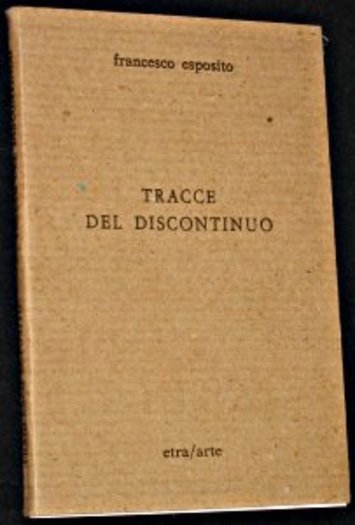 francesco esposito
TRACCE
DEL DISCONTINUO
etra/arte